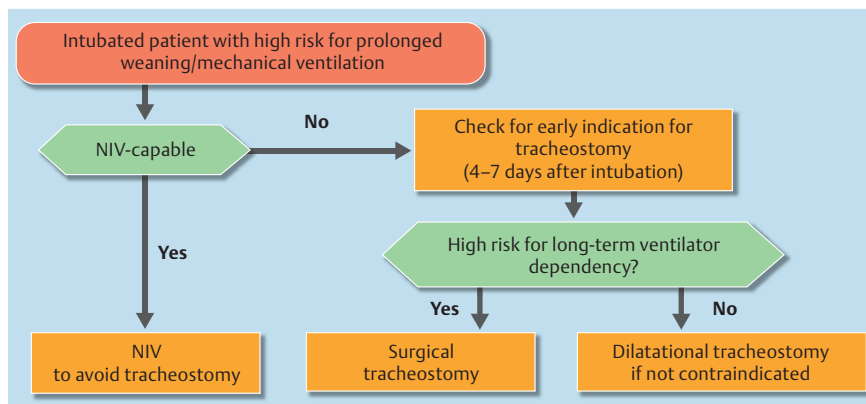 Intubated patient with high risk for prolonged
weaning/mechanical ventilation
No
NIV-capable
Check for early indication for
tracheostomy
(4–7 days after intubation)
Yes
High risk for long-term ventilator
dependency?
Yes
No
NIV
to avoid tracheostomy
Surgical
tracheostomy
Dilatational tracheostomy
if not contraindicated